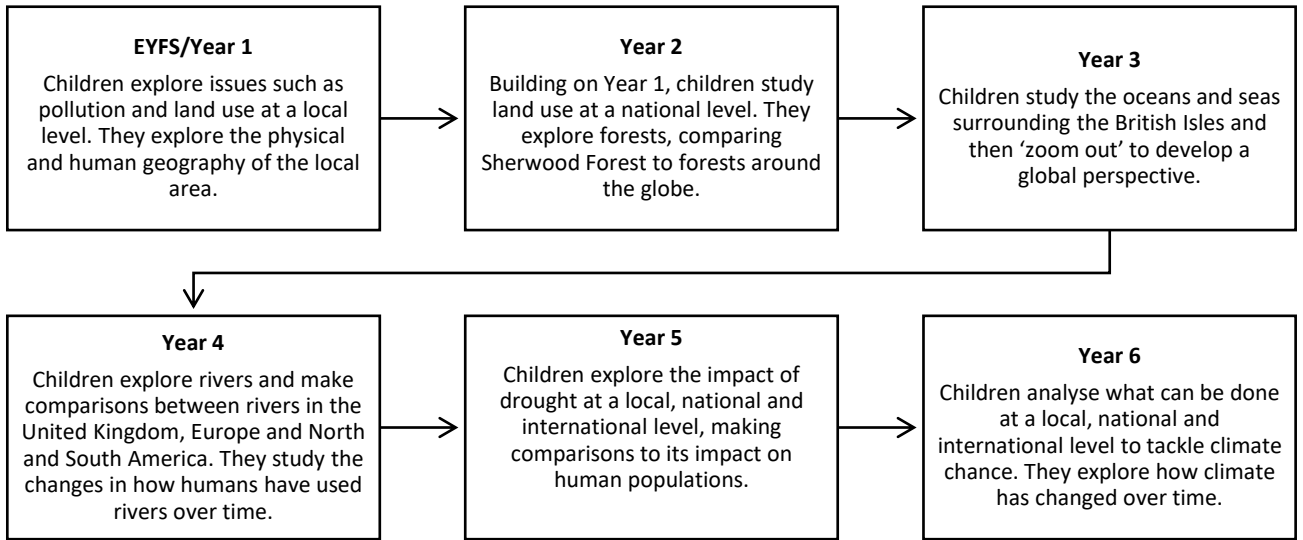 EYFS/Year 1
Children explore issues such as
pollution and land use at a local
level. They explore the physical
and human geography of the local
area.
Year 2
Building on Year 1, children study
land use at a national level. They
explore forests, comparing
Sherwood Forest to forests around
the globe.
Year 3
Children study the oceans and seas
surrounding the British Isles and
then ‘zoom out’ to develop a
global perspective.
Year 4
Children explore rivers and make
comparisons between rivers in the
United Kingdom, Europe and North
and South America. They study the
changes in how humans have used
rivers over time.
Year 5
Children explore the impact of
drought at a local, national and
international level, making
comparisons to its impact on
human populations.
Year 6
Children analyse what can be done
at a local, national and
international level to tackle climate
chance. They explore how climate
has changed over time.